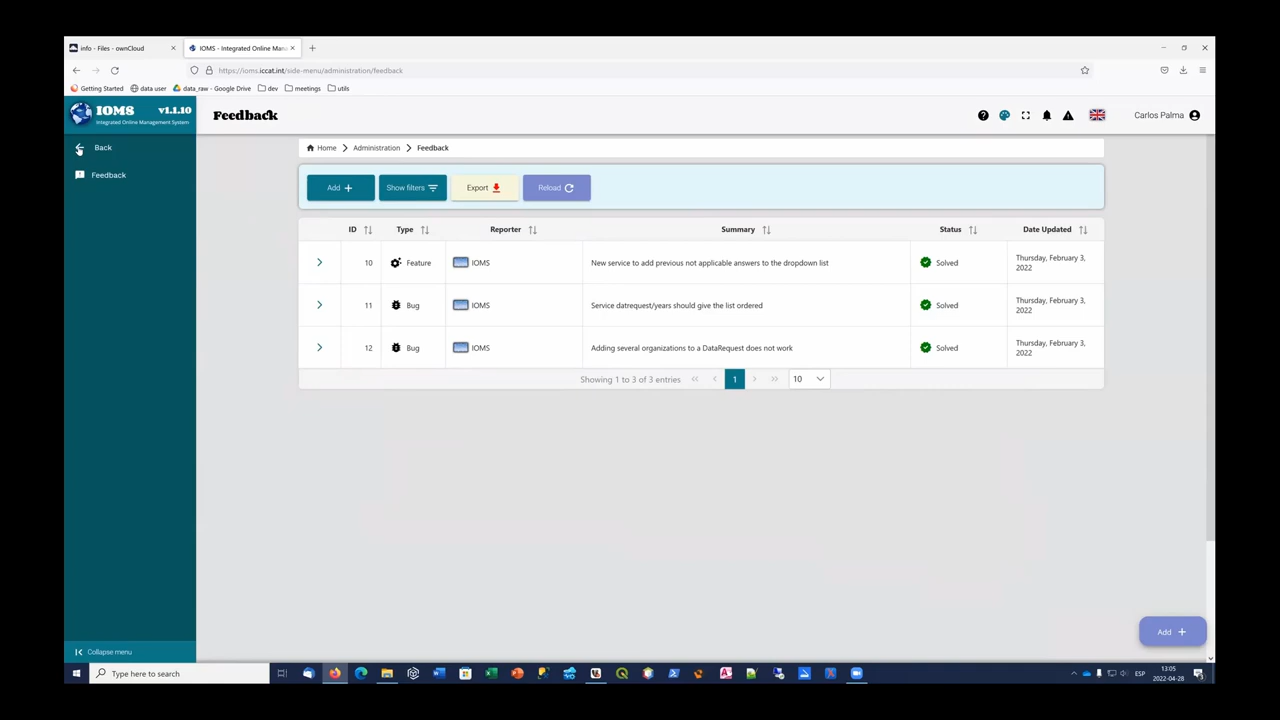 info - Files - ownCloud
IOMS - Integrated Online Man
https://ioms.iccat.int/side-menu/administration/feedback
Getting Started
data user
data_raw - Google Drive
dev
meetings
utils
IOMS v1.1.10
Integrated Online Management System
Feedback
Carlos Palma
Back
Feedback
Home
Administration
Feedback
Add
Show filters
Export
Reload
ID
Type
Reporter
Summary
Status
Date Updated
10
Feature
IOMS
New service to add previous not applicable answers to the dropdown list
Solved
Thursday, February 3,
2022
11
Bug
IOMS
Service datrequest/years should give the list ordered
Solved
Thursday, February 3,
2022
12
Bug
IOMS
Adding several organizations to a DataRequest does not work
Solved
Thursday, February 3,
2022
Showing 1 to 3 of 3 entries
1
10
Add
Collapse menu
Type here to search
ESP
13:05
2022-04-28